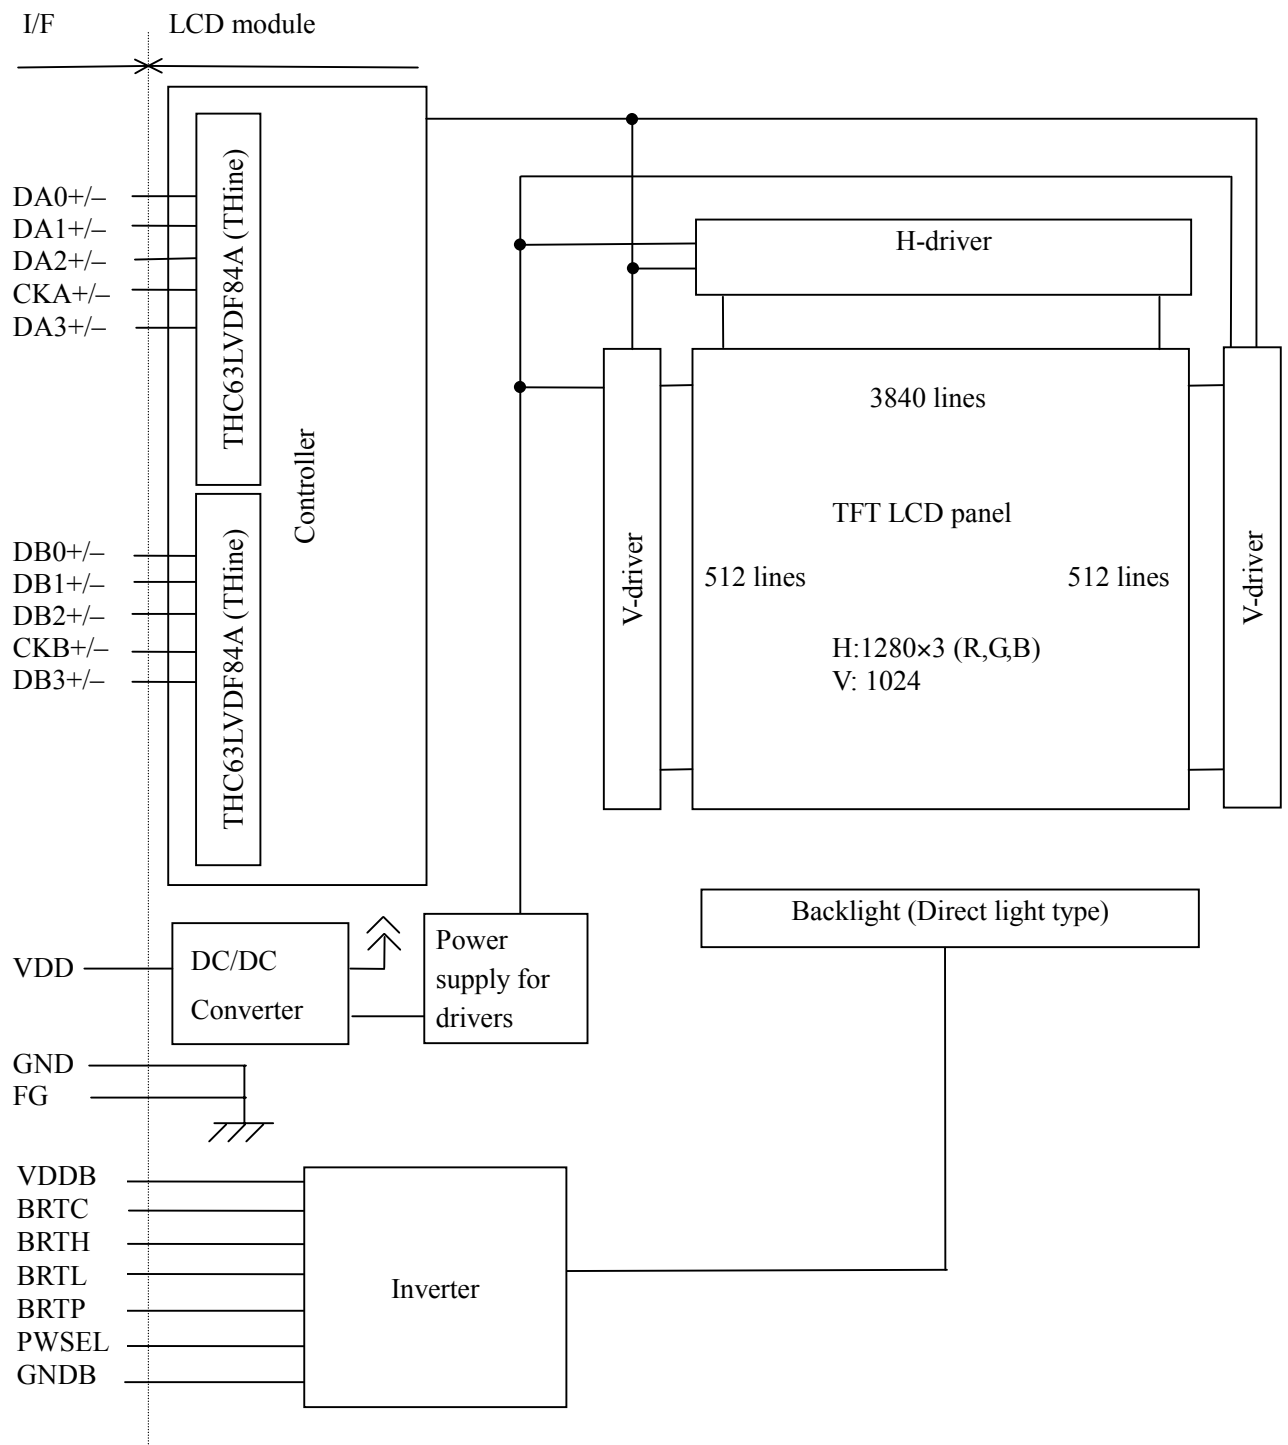 I/F
LCD module
DA0+/–
DA1+/–
DA2+/–
CKA+/–
DA3+/–
THC63LVDF84A (THine)
DB0+/–
DB1+/–
DB2+/–
CKB+/–
DB3+/–
THC63LVDF84A (THine)
Controller
H-driver
V-driver
3840 lines
TFT LCD panel
512 lines
512 lines
H:1280×3 (R,G,B)
V: 1024
V-driver
Backlight (Direct light type)
VDD
DC/DC
Converter
Power
supply for
drivers
GND
FG
VDDB
BRTC
BRTH
BRTL
BRTP
PWSEL
GNDB
Inverter